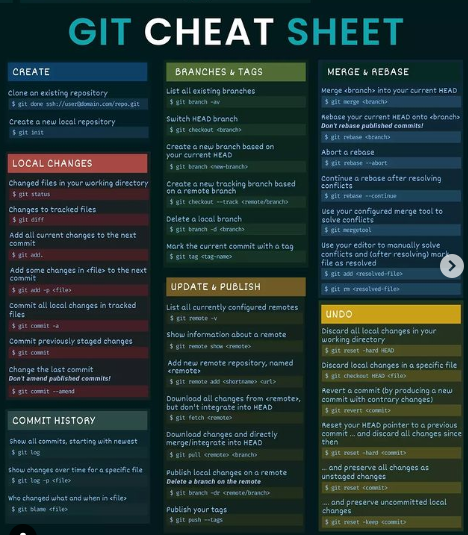 GIT CHEAT SHEET
CREATE
Clone an existing repository
$ git clone ssh://user@domain.com/repo.git
Create a new local repository
$ git init
LOCAL CHANGES
Changed files in your working directory
$ git status
Changes to tracked files
$ git diff
Add all current changes to the next
commit
$ git add.
Add some changes in <file> to the next
commit
$ git add -p <file>
Commit all local changes in tracked
files
$ git commit -a
Commit previously staged changes
$ git commit
Change the last commit
Don't amend published commits!
$ git commit --amend
COMMIT HISTORY
Show all commits, starting with newest
$ git log
Show changes over time for a specific file
$ git log -p <file>
Who changed what and when in <file>
$ git blame <file>
BRANCHES & TAGS
List all existing branches
$ git branch -av
Switch HEAD branch
$ git checkout <branch>
Create a new branch based on
your current HEAD
$ git branch <new-branch>
Create a new tracking branch based
on a remote branch
$ git checkout --track <remote/branch>
Delete a local branch
$ git branch -d <branch>
Mark the current commit with a tag
$ git tag <tag-name>
UPDATE & PUBLISH
List all currently configured remotes
$ git remote -v
Show information about a remote
$ git remote show <remote>
Add new remote repository, named
<remote>
$ git remote add <shortname> <url>
Download all changes from <remote>,
but don't integrate into HEAD
$ git fetch <remote>
Download changes and directly
merge/integrate into HEAD
$ git pull <remote> <branch>
Publish local changes on a remote
Delete a branch on the remote
$ git branch -dr <remote/branch>
Publish your tags
$ git push --tags
MERGE & REBASE
Merge <branch> into your current HEAD
$ git merge <branch>
Rebase your current HEAD onto <branch>
Don't rebase published commits!
$ git rebase <branch>
Abort a rebase
$ git rebase --abort
Continue a rebase after resolving
conflicts
$ git rebase --continue
Use your configured merge tool to
solve conflicts
$ git mergetool
Use your editor to manually solve
conflicts and (after resolving) mark
file as resolved
$ git add <resolved-file>
$ git rm <resolved-file>
UNDO
Discard all local changes in your
working directory
$ git reset -hard HEAD
Discard local changes in a specific file
$ git checkout HEAD <file>
Revert a commit (by producing a new
commit with contrary changes)
$ git revert <commit>
Reset your HEAD pointer to a previous
commit ... and discard all changes since
then
$ git reset -hard <commit>
... and preserve all changes as
unstaged changes
$ git reset <commit>
... and preserve uncommitted local
changes
$ git reset -keep <commit>